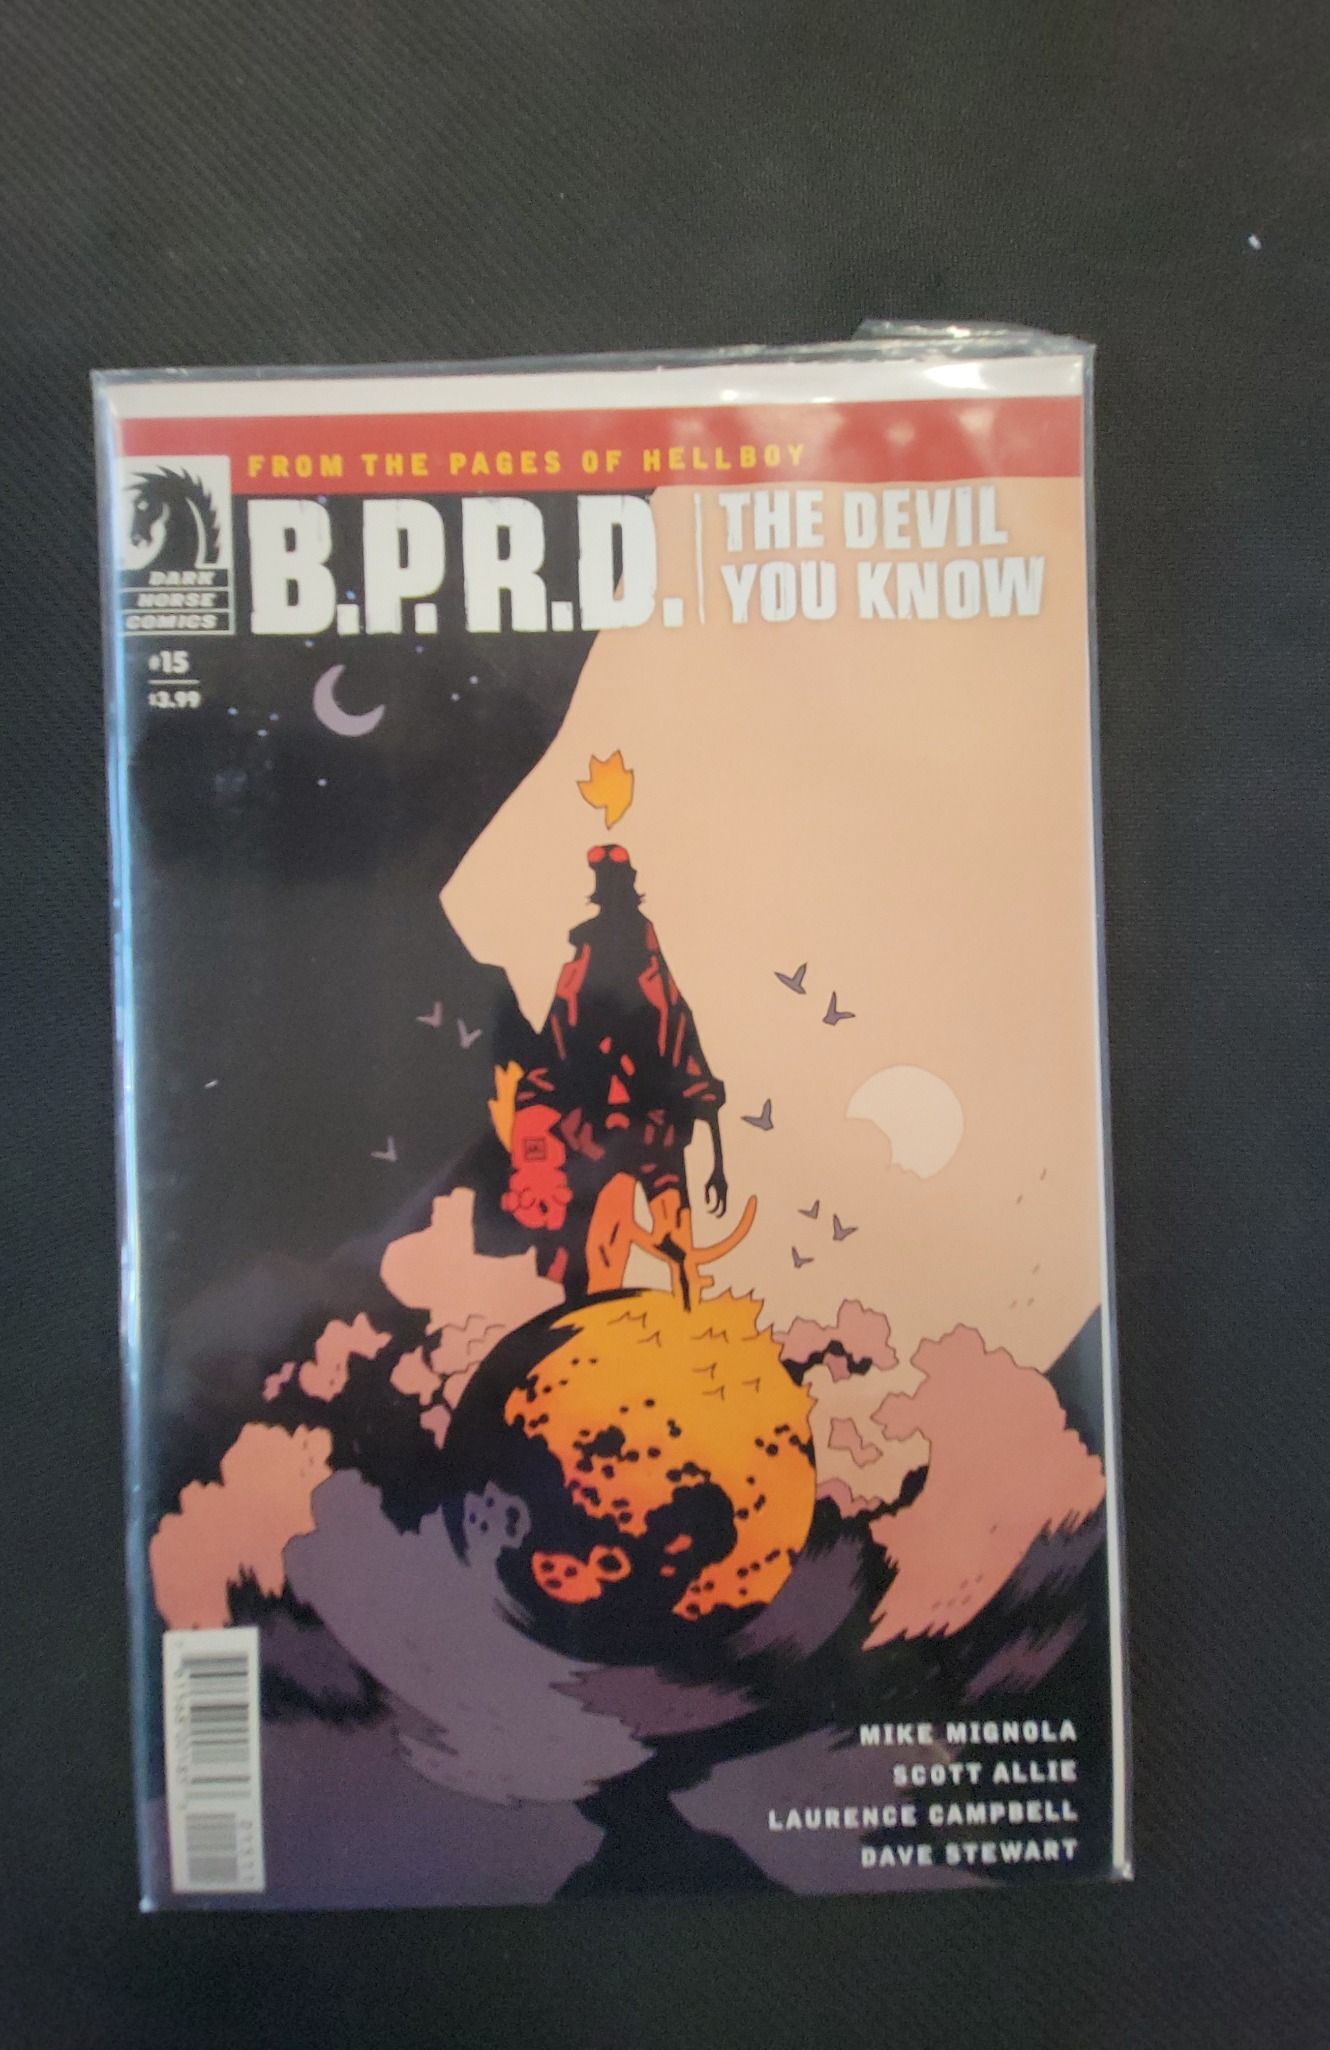 FROM THE PAGES OF HELLBOY
B.P.R.D.
THE DEVIL
YOU KNOW
DARK
HORSE
COMICS
#15
$3.99
MIKE MIGNOLA
SCOTT ALLIE
LAURENCE CAMPBELL
DAVE STEWART